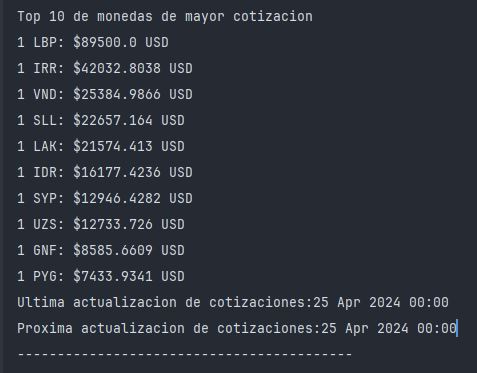 Top 10 de monedas de mayor cotizacion
1 LBP: $89500.0 USD
1 IRR: $42032.8038 USD
1 VND: $25384.9866 USD
1 SLL: $22657.164 USD
1 LAK: $21574.413 USD
1 IDR: $16177.4236 USD
1 SYP: $12946.4282 USD
1 UZS: $12733.726 USD
1 GNF: $8585.6609 USD
1 PYG: $7433.9341 USD
Ultima actualizacion de cotizaciones:25 Apr 2024 00:00
Proxima actualizacion de cotizaciones:25 Apr 2024 00:00
-----------------------------------------